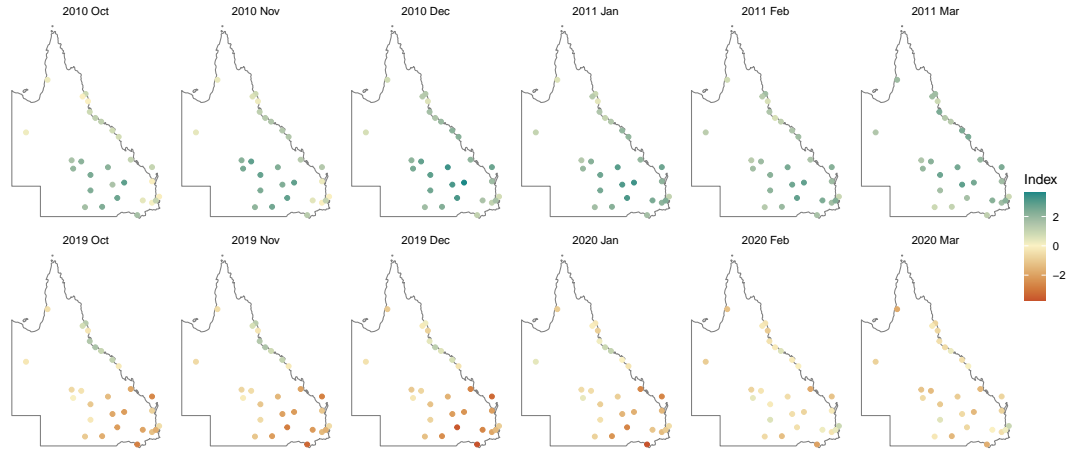 2010 Oct
2010 Nov
2010 Dec
2011 Jan
2011 Feb
2011 Mar
Index
2
0
−2
2019 Oct
2019 Nov
2019 Dec
2020 Jan
2020 Feb
2020 Mar